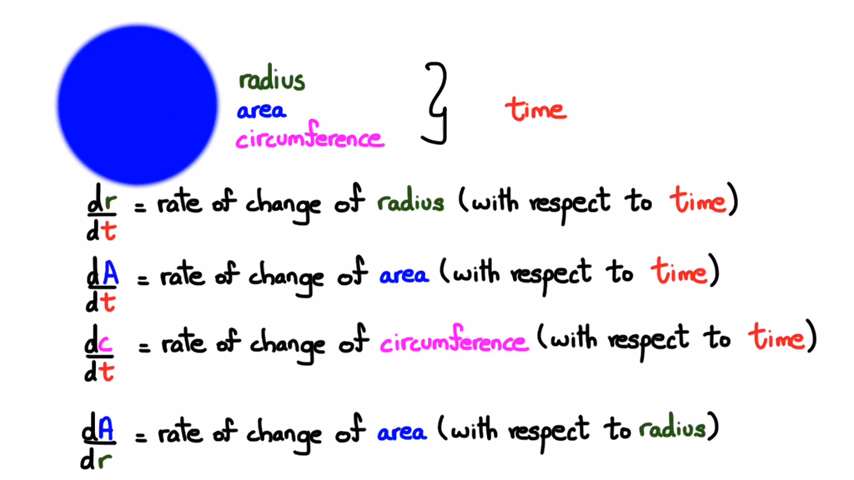 radius
area
circumference
} time
dr/dt = rate of change of radius (with respect to time)
dA/dt = rate of change of area (with respect to time)
dc/dt = rate of change of circumference (with respect to time)
dA/dr = rate of change of area (with respect to radius)